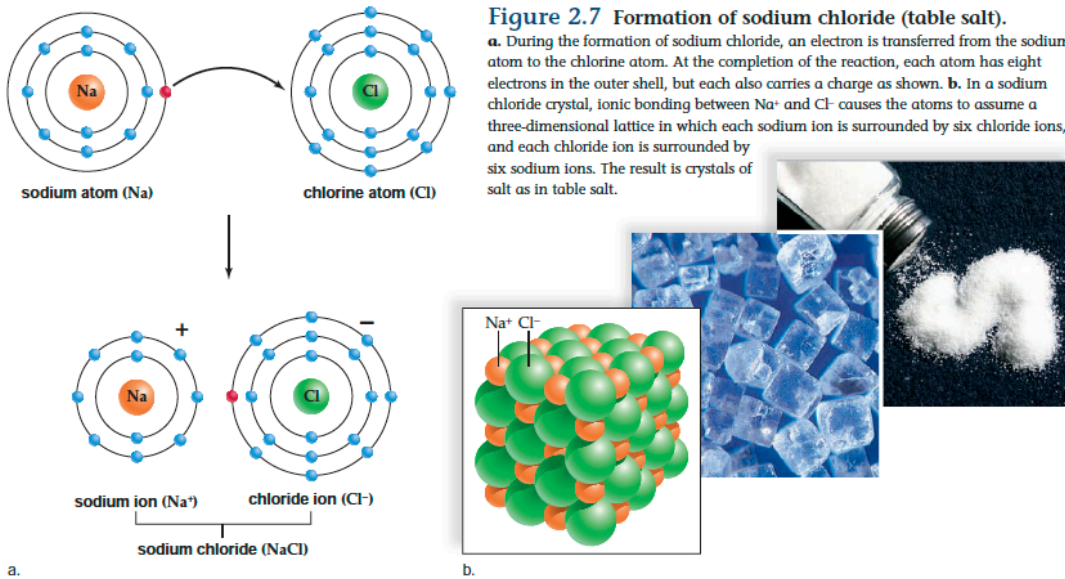 Figure 2.7 Formation of sodium chloride (table salt).
a. During the formation of sodium chloride, an electron is transferred from the sodium
atom to the chlorine atom. At the completion of the reaction, each atom has eight
electrons in the outer shell, but each also carries a charge as shown. b. In a sodium
chloride crystal, ionic bonding between Na⁺ and Cl⁻ causes the atoms to assume a
three-dimensional lattice in which each sodium ion is surrounded by six chloride ions,
and each chloride ion is surrounded by
six sodium ions. The result is crystals of
salt as in table salt.
Na
Cl
sodium atom (Na)
chlorine atom (Cl)
+
−
Na
Cl
sodium ion (Na⁺)
chloride ion (Cl⁻)
sodium chloride (NaCl)
a.
Na⁺ Cl⁻
b.